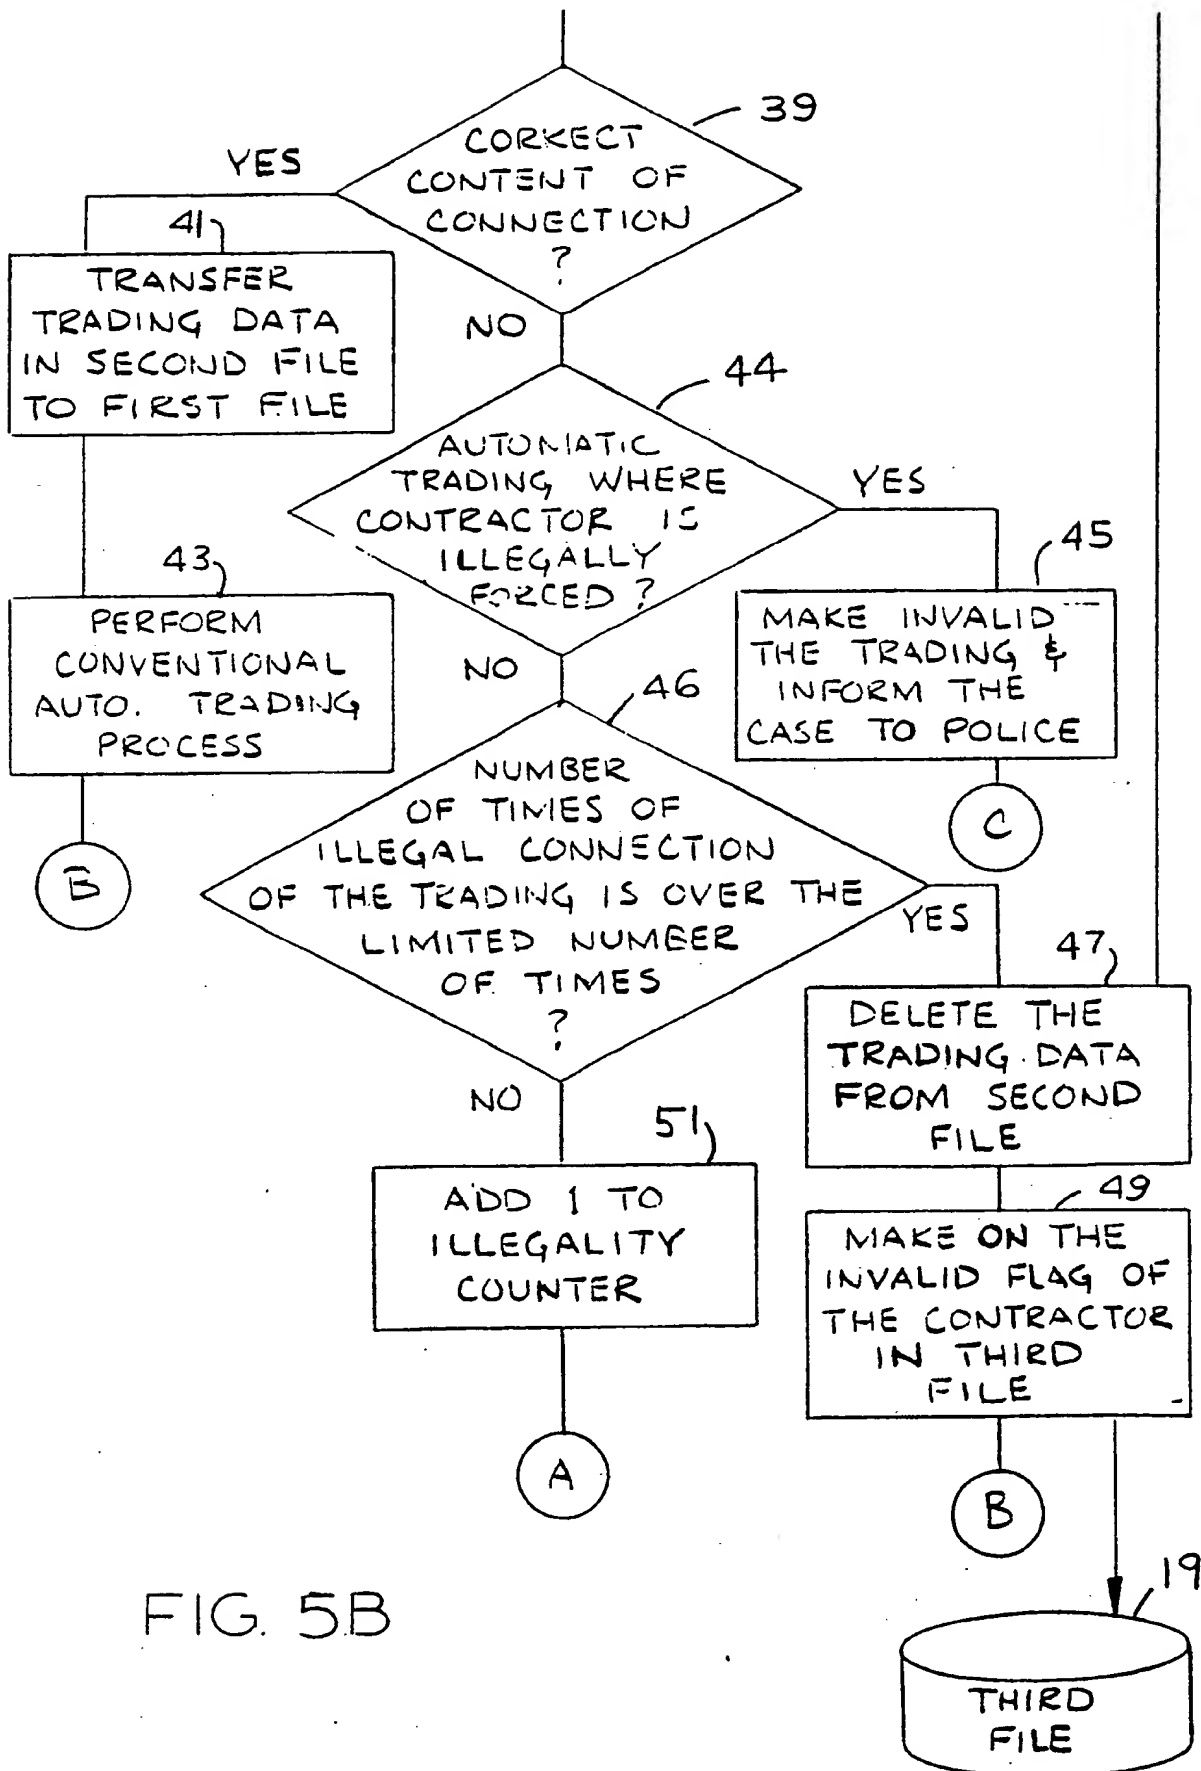 39
CORRECT
CONTENT OF
CONNECTION
?
YES
NO
41
TRANSFER
TRADING DATA
IN SECOND FILE
TO FIRST FILE
44
AUTOMATIC
TRADING WHERE
CONTRACTOR IS
ILLEGALLY
FORCED ?
YES
NO
43
PERFORM
CONVENTIONAL
AUTO. TRADING
PROCESS
B
45
MAKE INVALID
THE TRADING &
INFORM THE
CASE TO POLICE
C
46
NUMBER
OF TIMES OF
ILLEGAL CONNECTION
OF THE TRADING IS OVER THE
LIMITED NUMBER
OF TIMES
?
YES
NO
47
DELETE THE
TRADING DATA
FROM SECOND
FILE
51
ADD 1 TO
ILLEGALITY
COUNTER
A
49
MAKE ON THE
INVALID FLAG OF
THE CONTRACTOR
IN THIRD
FILE
B
19
THIRD
FILE
FIG. 5B